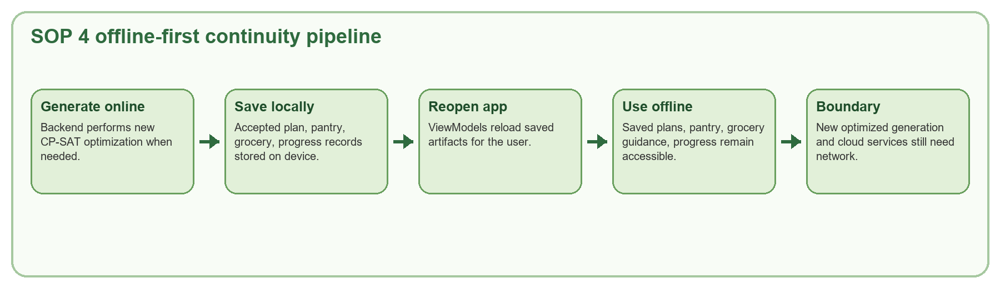 SOP 4 offline-first continuity pipeline
Generate online
Backend performs new
CP-SAT optimization when
needed.
Save locally
Accepted plan, pantry,
grocery, progress records
stored on device.
Reopen app
ViewModels reload saved
artifacts for the user.
Use offline
Saved plans, pantry, grocery
guidance, progress remain
accessible.
Boundary
New optimized generation
and cloud services still need
network.